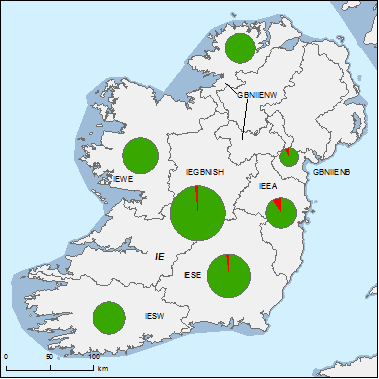 GBNIIENW
IEGBNISH
GBNIIENB
IEWE
IEEA
IE
IESE
IESW
0 50 100
km